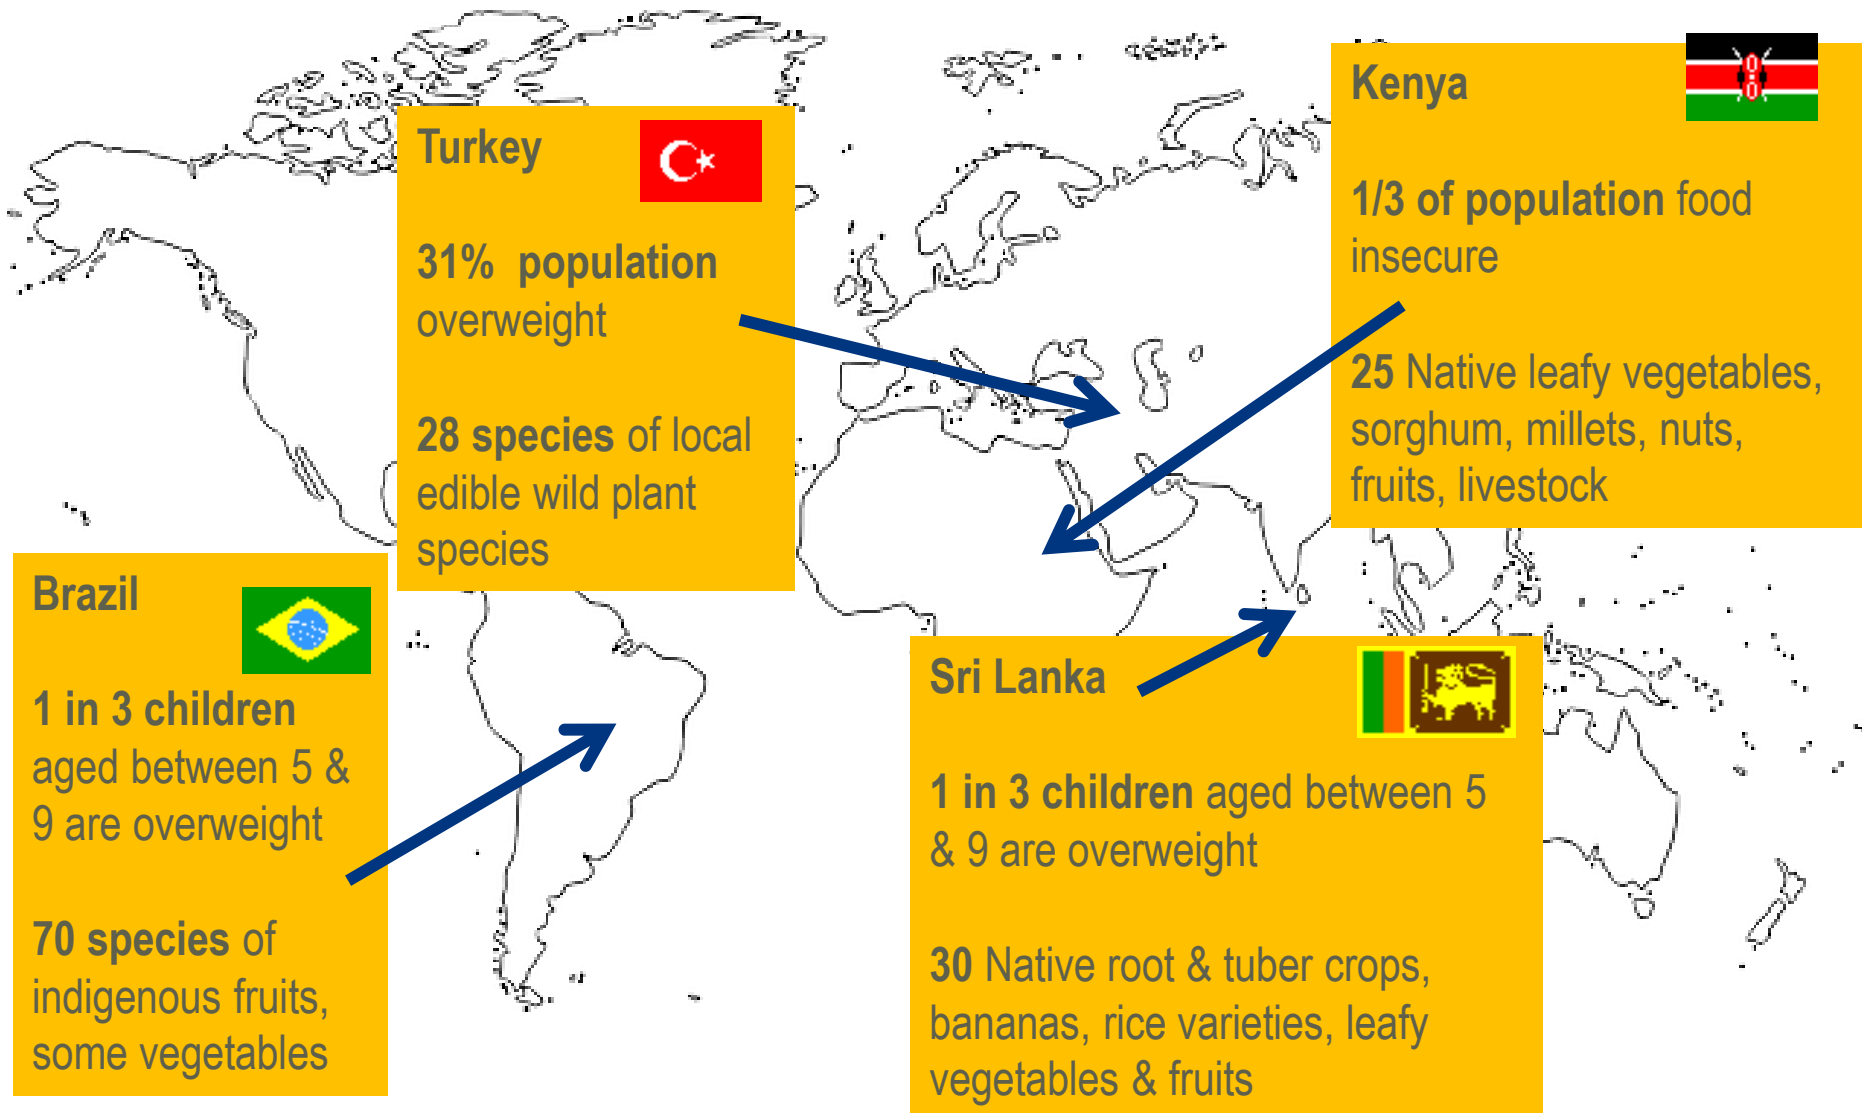 Turkey
31% population
overweight
28 species of local
edible wild plant
species
Kenya
1/3 of population food
insecure
25 Native leafy vegetables,
sorghum, millets, nuts,
fruits, livestock
Brazil
1 in 3 children
aged between 5 &
9 are overweight
70 species of
indigenous fruits,
some vegetables
Sri Lanka
1 in 3 children aged between 5
& 9 are overweight
30 Native root & tuber crops,
bananas, rice varieties, leafy
vegetables & fruits